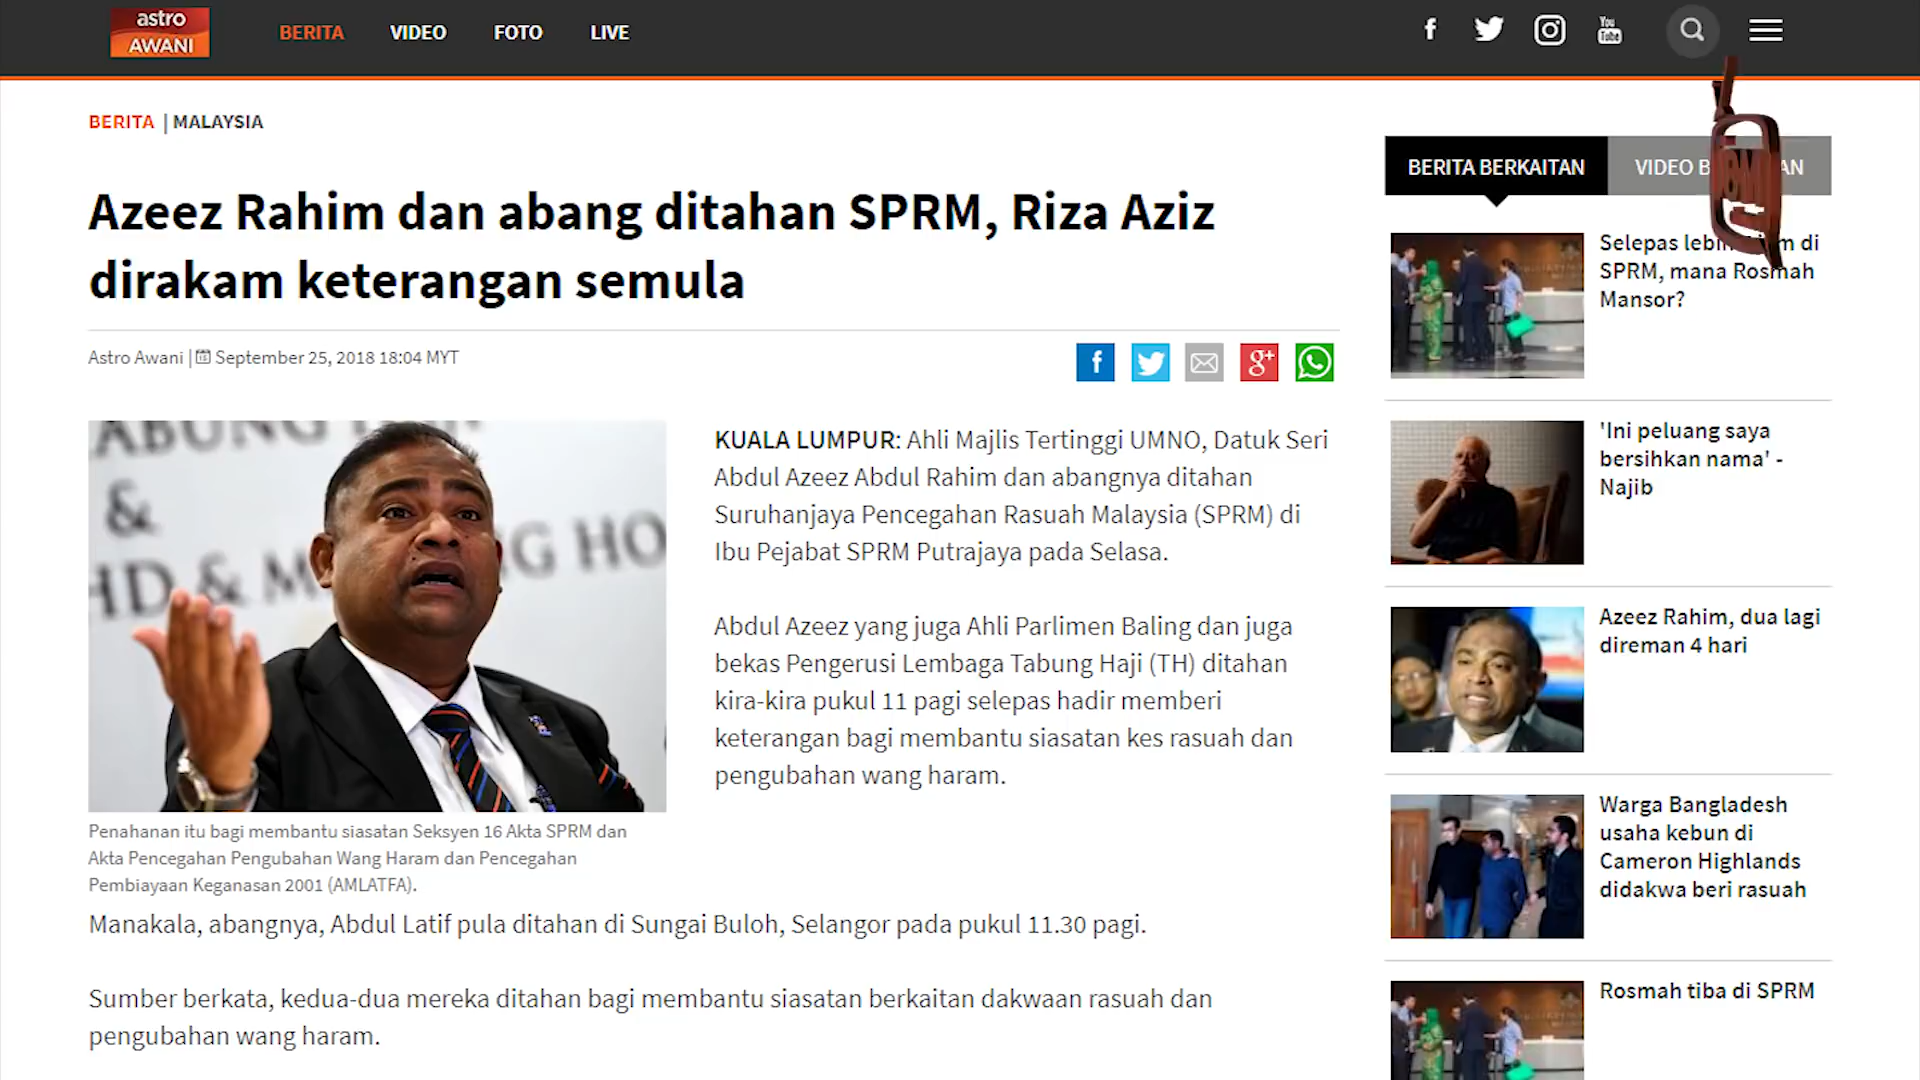 astro
AWANI
BERITA
VIDEO
FOTO
LIVE
f
You
Tube
BERITA | MALAYSIA
Azeez Rahim dan abang ditahan SPRM, Riza Aziz
dirakam keterangan semula
Astro Awani | September 25, 2018 18:04 MYT
f
g+
ABUNG
&
HD & M
NG HO
Penahanan itu bagi membantu siasatan Seksyen 16 Akta SPRM dan
Akta Pencegahan Pengubahan Wang Haram dan Pencegahan
Pembiayaan Keganasan 2001 (AMLATFA).
KUALA LUMPUR: Ahli Majlis Tertinggi UMNO, Datuk Seri
Abdul Azeez Abdul Rahim dan abangnya ditahan
Suruhanjaya Pencegahan Rasuah Malaysia (SPRM) di
Ibu Pejabat SPRM Putrajaya pada Selasa.
Abdul Azeez yang juga Ahli Parlimen Baling dan juga
bekas Pengerusi Lembaga Tabung Haji (TH) ditahan
kira-kira pukul 11 pagi selepas hadir memberi
keterangan bagi membantu siasatan kes rasuah dan
pengubahan wang haram.
Manakala, abangnya, Abdul Latif pula ditahan di Sungai Buloh, Selangor pada pukul 11.30 pagi.
Sumber berkata, kedua-dua mereka ditahan bagi membantu siasatan berkaitan dakwaan rasuah dan
pengubahan wang haram.
BERITA BERKAITAN
VIDEO
Selepas di
SPRM, mana Rosmah
Mansor?
'Ini peluang saya
bersihkan nama' -
Najib
Azeez Rahim, dua lagi
direman 4 hari
Warga Bangladesh
usaha kebun di
Cameron Highlands
didakwa beri rasuah
Rosmah tiba di SPRM